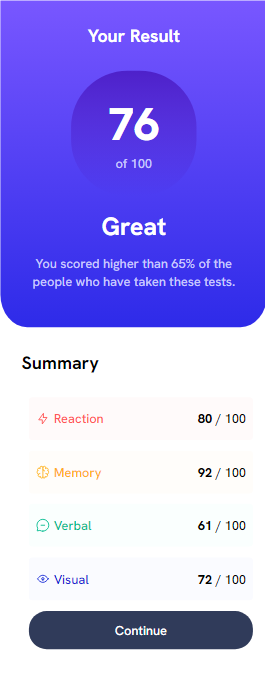 Your Result
76
of 100
Great
You scored higher than 65% of the
people who have taken these tests.
Summary
Reaction 80 / 100
Memory 92 / 100
Verbal 61 / 100
Visual 72 / 100
Continue